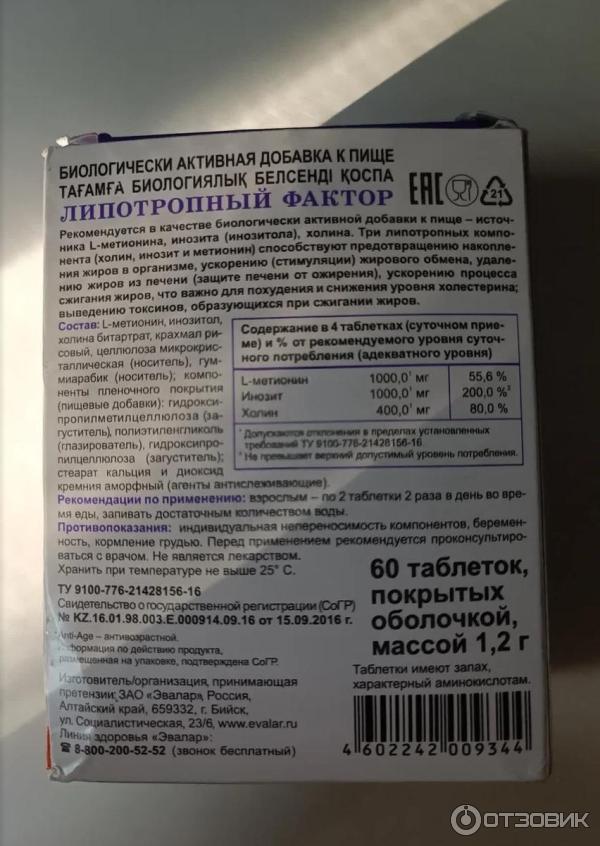 БИОЛОГИЧЕСКИ АКТИВНАЯ ДОБАВКА К ПИЩЕ
ТАҒАМҒА БИОЛОГИЯЛЫҚ БЕЛСЕНДІ ҚОСПА
ЛИПОТРОПНЫЙ ФАКТОР
EAC
21
Рекомендуется в качестве биологически активной добавки к пище – источ-
ника L-метионина, инозита (инозитола), холина. Три липотропных компо-
нента (холин, инозит и метионин) способствуют предотвращению накопле-
ния жиров в организме, ускорению (стимуляции) жирового обмена, удале-
нию жиров из печени (защите печени от ожирения), ускорению процесса
сжигания жиров, что важно для похудения и снижения уровня холестерина;
выведению токсинов, образующихся при сжигании жиров.
Состав: L-метионин, инозитол,
холина битартрат, крахмал ри-
совый, целлюлоза микрокрис-
таллическая (носитель), гум-
миарабик (носитель); компо-
ненты пленочного покрытия
(пищевые добавки): гидрокси-
пропилметилцеллюлоза (за-
густитель), полиэтиленгликоль
(глазирователь), гидроксипро-
пилцеллюлоза (загуститель);
стеарат кальция и диоксид
кремния аморфный (агенты антислеживающие).
Содержание в 4 таблетках (суточном прие-
ме) и % от рекомендуемого уровня суточ-
ного потребления (адекватного уровня)
L-метионин 1000,0¹ мг 55,6 %
Инозит 1000,0¹ мг 200,0 %²
Холин 400,0¹ мг 80,0 %
¹ Допускаются отклонения в пределах установленных
требований ТУ 9100-776-21428156-16
² Не превышает верхний допустимый уровень потребления.
Рекомендации по применению: взрослым – по 2 таблетки 2 раза в день во вре-
мя еды, запивать достаточным количеством воды.
Противопоказания: индивидуальная непереносимость компонентов, беремен-
ность, кормление грудью. Перед применением рекомендуется проконсультиро-
ваться с врачом. Не является лекарством.
Хранить при температуре не выше 25° С.
ТУ 9100-776-21428156-16
Свидетельство о государственной регистрации (СоГР)
№ KZ.16.01.98.003.E.000914.09.16 от 15.09.2016 г.
Anti-Age – антивозрастной.
Информация по действию продукта,
размещенная на упаковке, подтверждена СоГР.
Изготовитель/организация, принимающая
претензии: ЗАО «Эвалар», Россия,
Алтайский край, 659332, г. Бийск,
ул. Социалистическая, 23/6, www.evalar.ru
Линия здоровья «Эвалар»:
8-800-200-52-52 (звонок бесплатный)
60 таблеток,
покрытых
оболочкой,
массой 1,2 г
Таблетки имеют запах,
характерный аминокислотам.
4 602242 009344
ОТЗОВИК